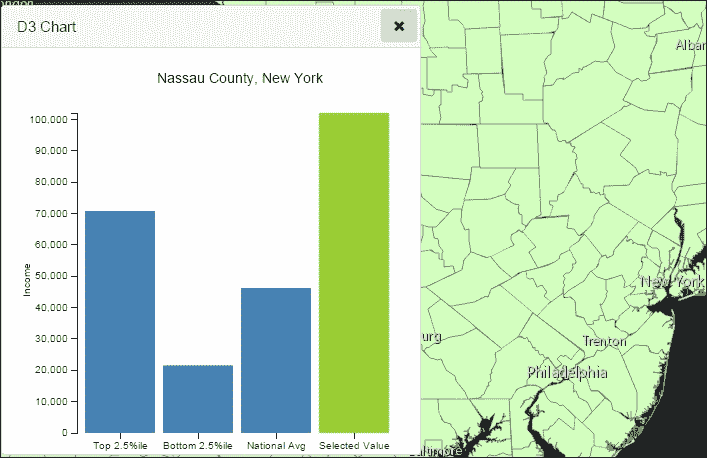 D3 Chart
Nassau County, New York
100,000
90,000
80,000
70,000
60,000
50,000
40,000
30,000
20,000
10,000
0
Income
Top 2.5%ile
Bottom 2.5%ile
National Avg
Selected Value
Alban
New York
urg
Trenton
Philadelphia
Baltimore